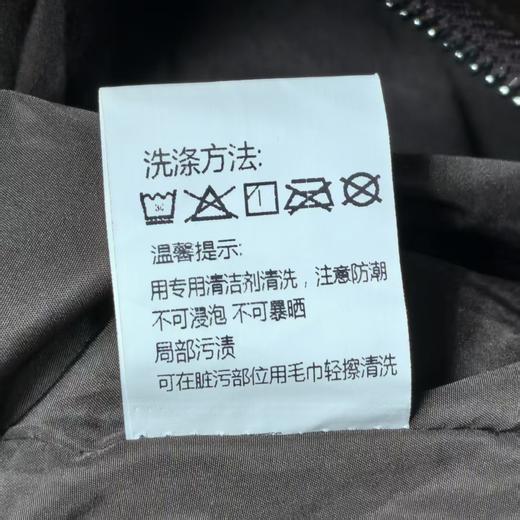 洗涤方法:
30
温馨提示:
用专用清洁剂清洗，注意防潮
不可浸泡 不可暴晒
局部污渍
可在脏污部位用毛巾轻擦清洗